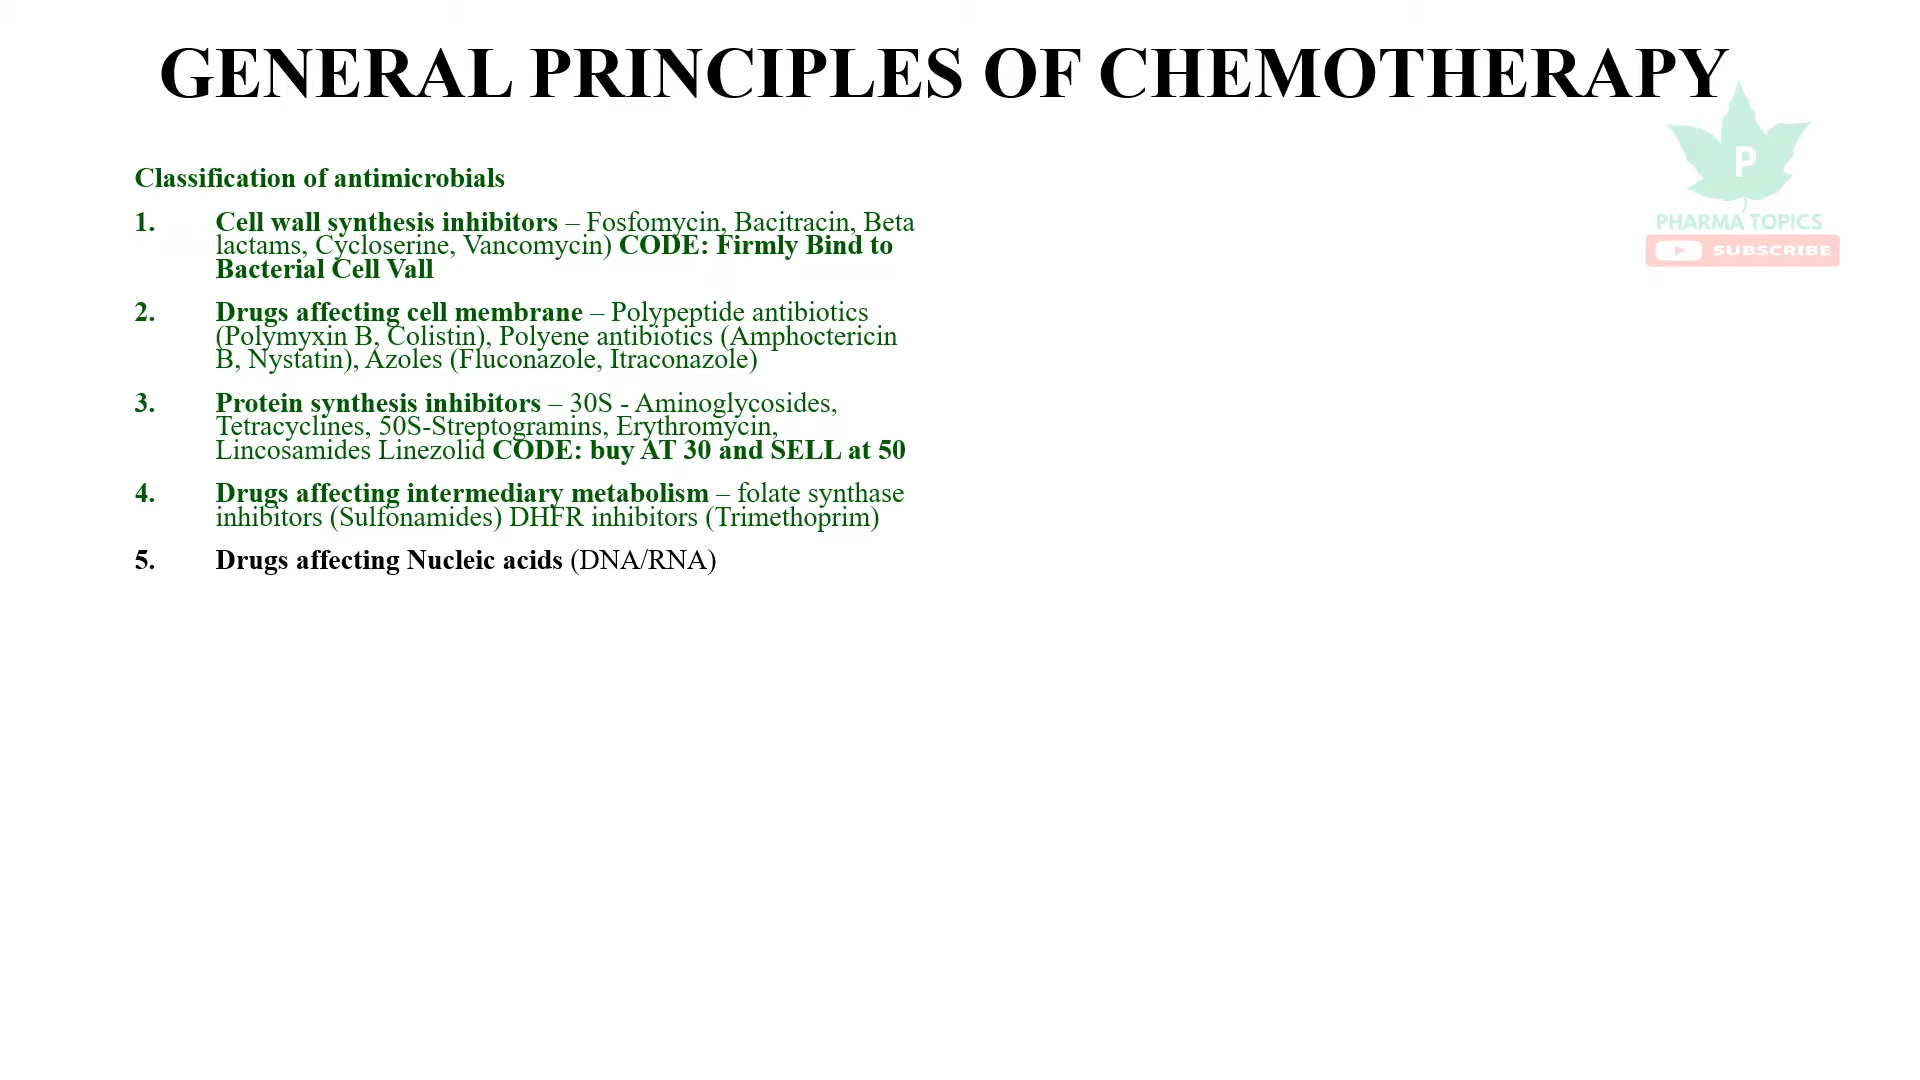 GENERAL PRINCIPLES OF CHEMOTHERAPY
P
PHARMA TOPICS
SUBSCRIBE
Classification of antimicrobials
1. Cell wall synthesis inhibitors – Fosfomycin, Bacitracin, Beta
lactams, Cycloserine, Vancomycin) CODE: Firmly Bind to
Bacterial Cell Vall
2. Drugs affecting cell membrane – Polypeptide antibiotics
(Polymyxin B, Colistin), Polyene antibiotics (Amphoctericin
B, Nystatin), Azoles (Fluconazole, Itraconazole)
3. Protein synthesis inhibitors – 30S - Aminoglycosides,
Tetracyclines, 50S-Streptogramins, Erythromycin,
Lincosamides Linezolid CODE: buy AT 30 and SELL at 50
4. Drugs affecting intermediary metabolism – folate synthase
inhibitors (Sulfonamides) DHFR inhibitors (Trimethoprim)
5. Drugs affecting Nucleic acids (DNA/RNA)